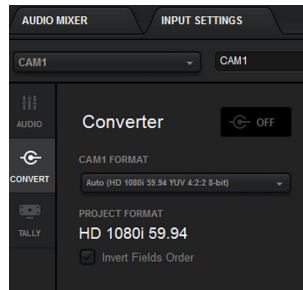 AUDIO MIXER
INPUT SETTINGS
CAM1
CAM1
AUDIO
Converter
OFF
CONVERT
CAM1 FORMAT
Auto (HD 1080i 59.94 YUV 4:2:2 8-bit)
PROJECT FORMAT
TALLY
HD 1080i 59.94
Invert Fields Order